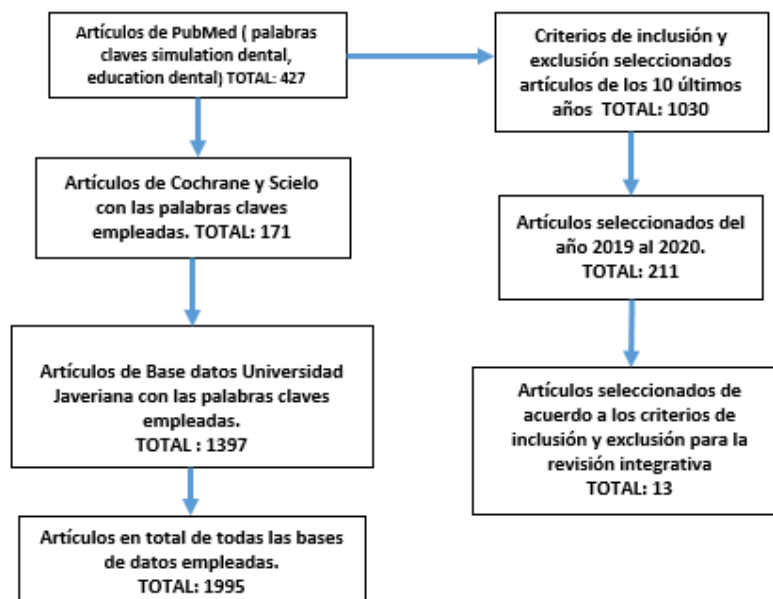 Artículos de PubMed ( palabras
claves simulation dental,
education dental) TOTAL: 427
Artículos de Cochrane y Scielo
con las palabras claves
empleadas. TOTAL: 171
Artículos de Base datos Universidad
Javeriana con las palabras claves
empleadas.
TOTAL : 1397
Artículos en total de todas las bases
de datos empleadas.
TOTAL: 1995
Criterios de inclusión y
exclusión seleccionados
artículos de los 10 últimos
años TOTAL: 1030
Artículos seleccionados del
año 2019 al 2020.
TOTAL: 211
Artículos seleccionados de
acuerdo a los criterios de
inclusión y exclusión para la
revisión integrativa
TOTAL: 13